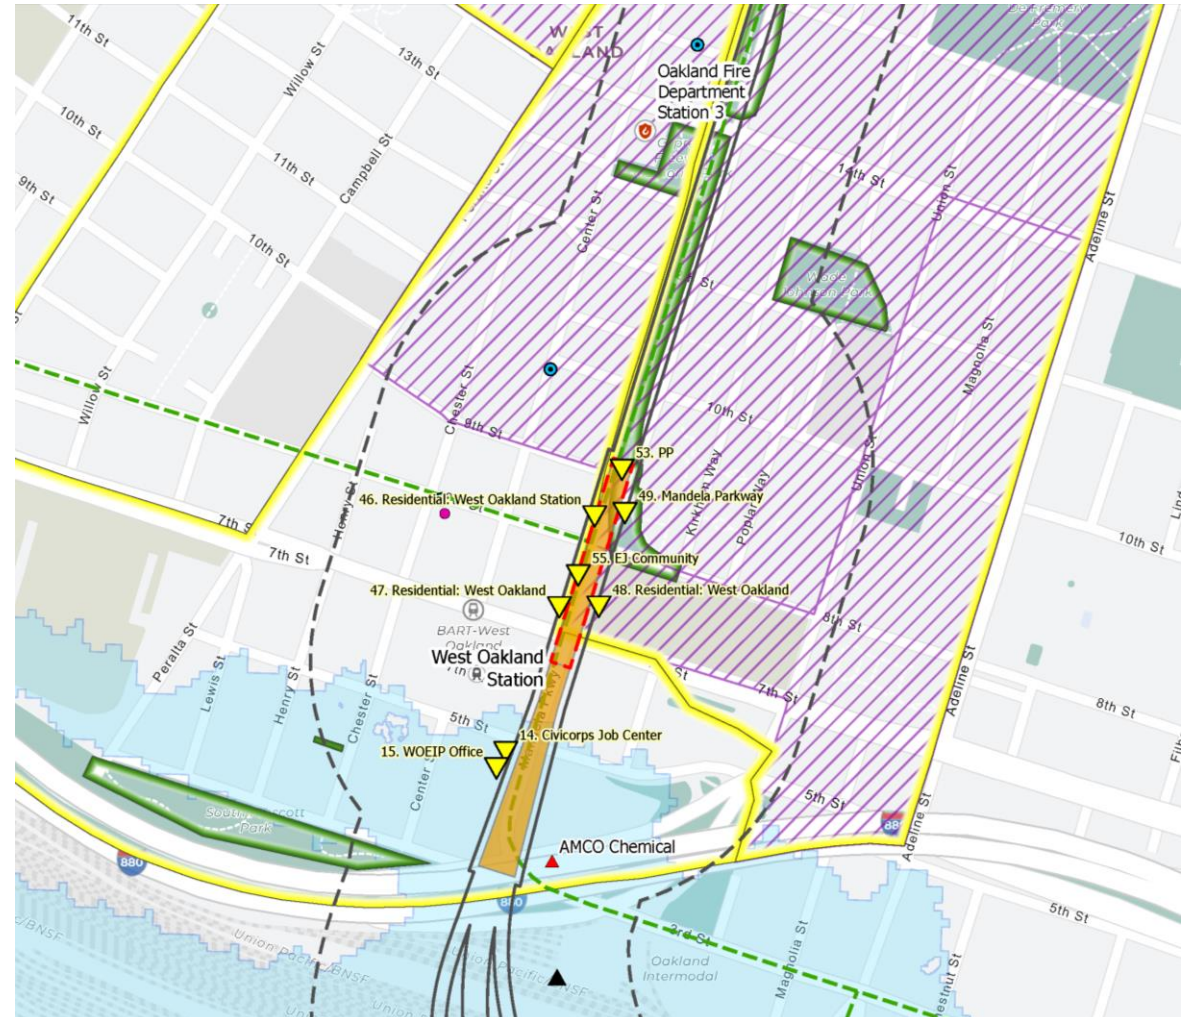 11th St
Willow St
13th St
WEST
OAKLAND
Oakland Fire
Department
Station 3
10th St
11th St
Campbell St
9th St
10th St
Center St
14th St
Union St
Adeline St
Magnolia St
Willow St
Chester St
8th St
10th St
Kirkham Way
Poplar Way
Union St
53. PP
46. Residential: West Oakland Station
49. Mandela Parkway
7th St
7th St
Henry St
10th St
55. EJ Community
47. Residential: West Oakland
48. Residential: West Oakland
BART-West
Oakland
8th St
West Oakland
Station
7th St
8th St
Peralta St
Lewis St
Henry St
Chester St
5th St
Center St
Adeline St
14. Civicorps Job Center
15. WOEIP Office
5th St
880
Adeline St
AMCO Chemical
880
880
5th St
3rd St
Union Pacific/BNSF
Oakland
Intermodal
Magnolia St